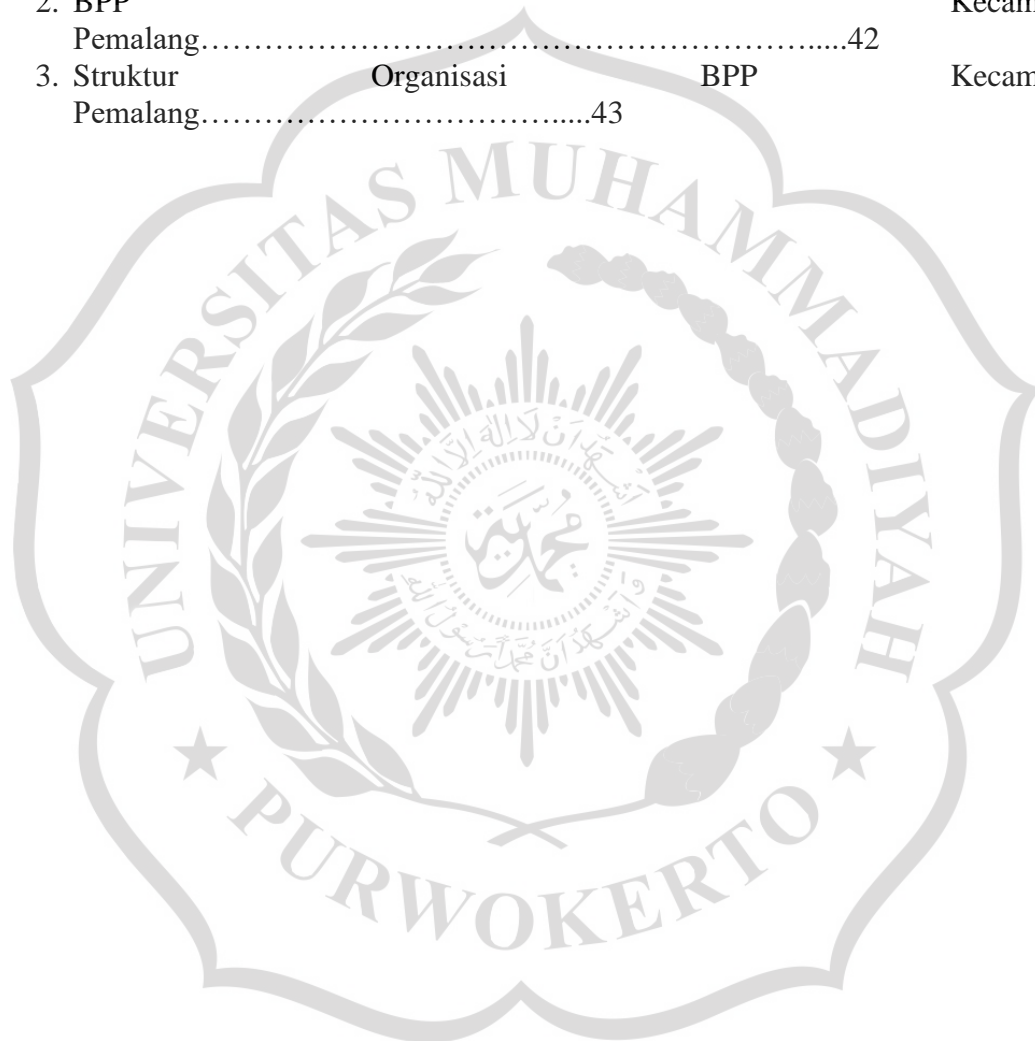 2. BPP Kecam
Pemalang……………………………………………………….....42
3. Struktur Organisasi BPP Kecam
Pemalang…………………………….....43
UNIVERSITAS MUHAMMADIYAH
PURWOKERTO